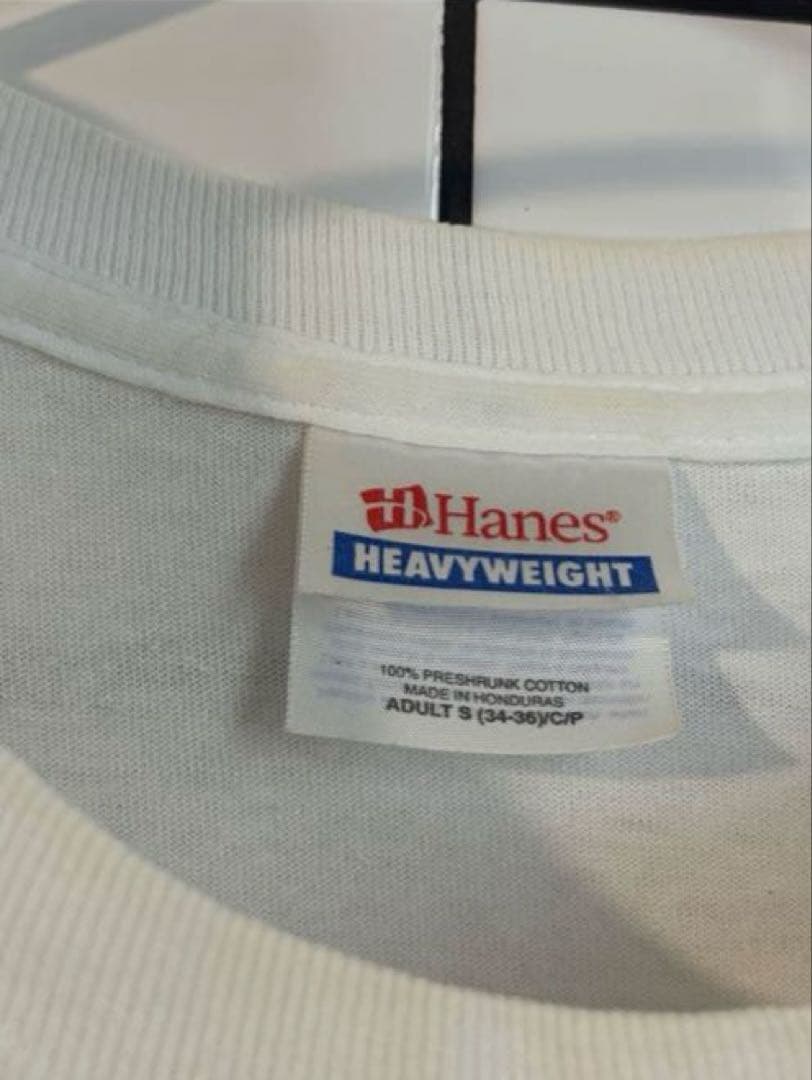 Hanes®
HEAVYWEIGHT
100% PRESHRUNK COTTON
MADE IN HONDURAS
ADULT S (34-36)/C/P